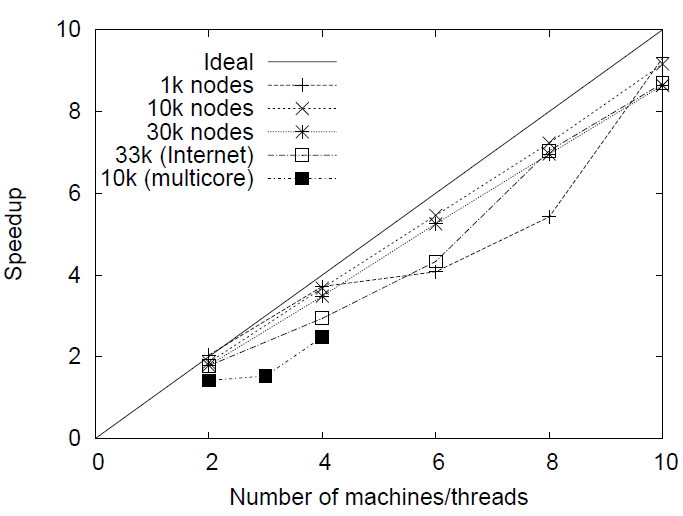 10
8
6
4
2
0
Speedup
Ideal
1k nodes
10k nodes
30k nodes
33k (Internet)
10k (multicore)
0 2 4 6 8 10
Number of machines/threads